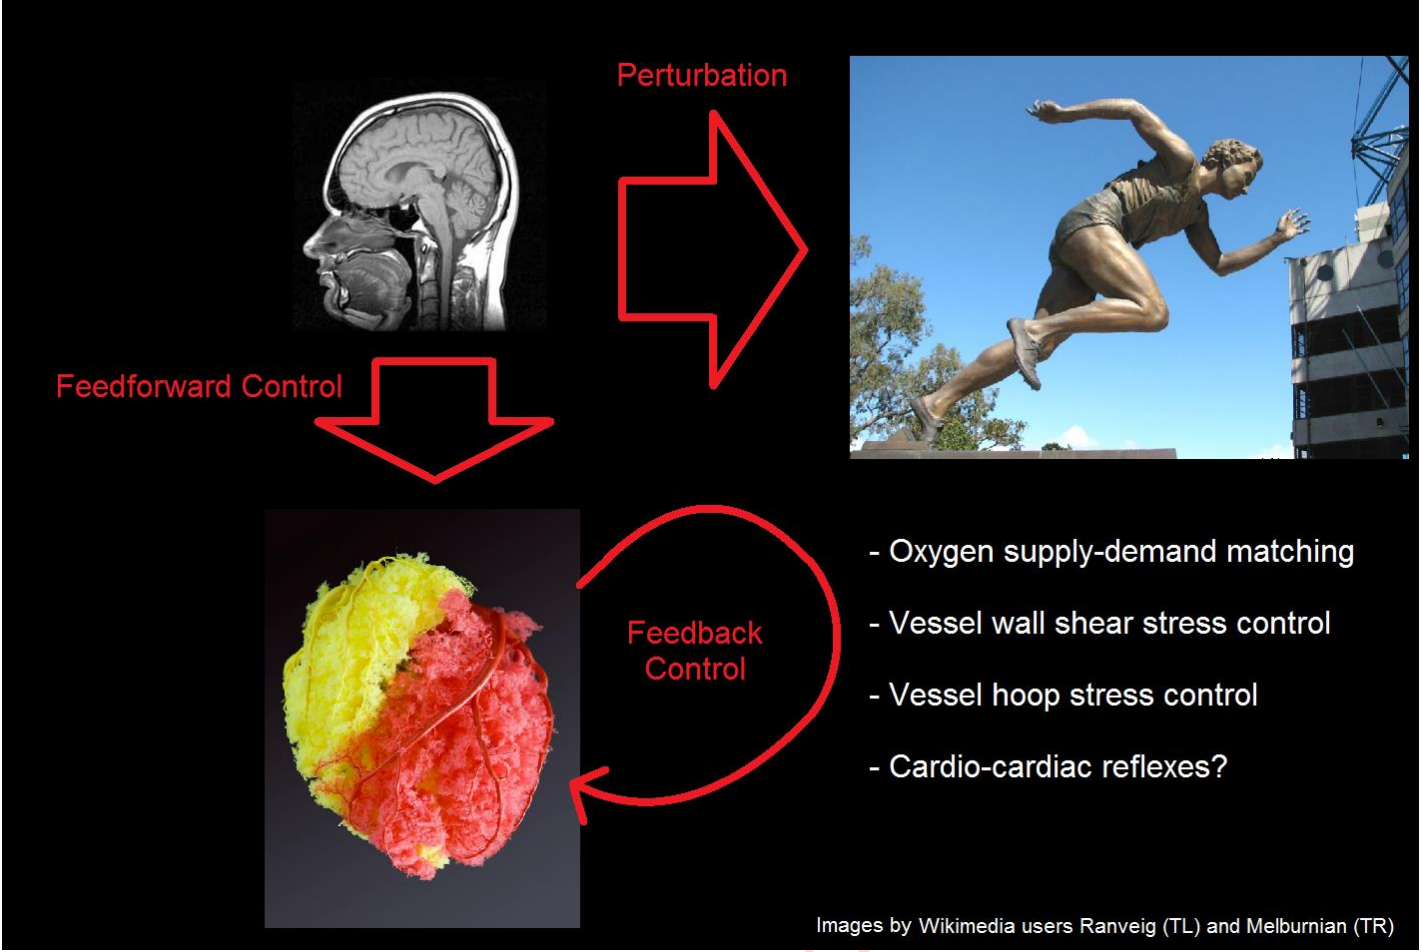 Perturbation
Feedforward Control
Feedback
Control
- Oxygen supply-demand matching
- Vessel wall shear stress control
- Vessel hoop stress control
- Cardio-cardiac reflexes?
Images by Wikimedia users Ranveig (TL) and Melburnian (TR)